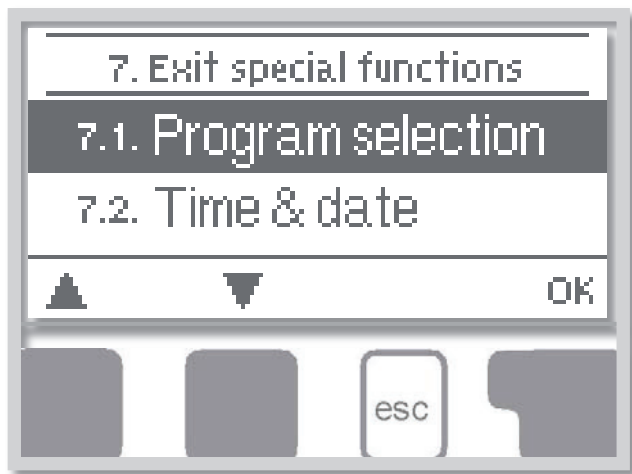 7. Exit special functions
7.1. Program selection
7.2. Time & date
OK
esc